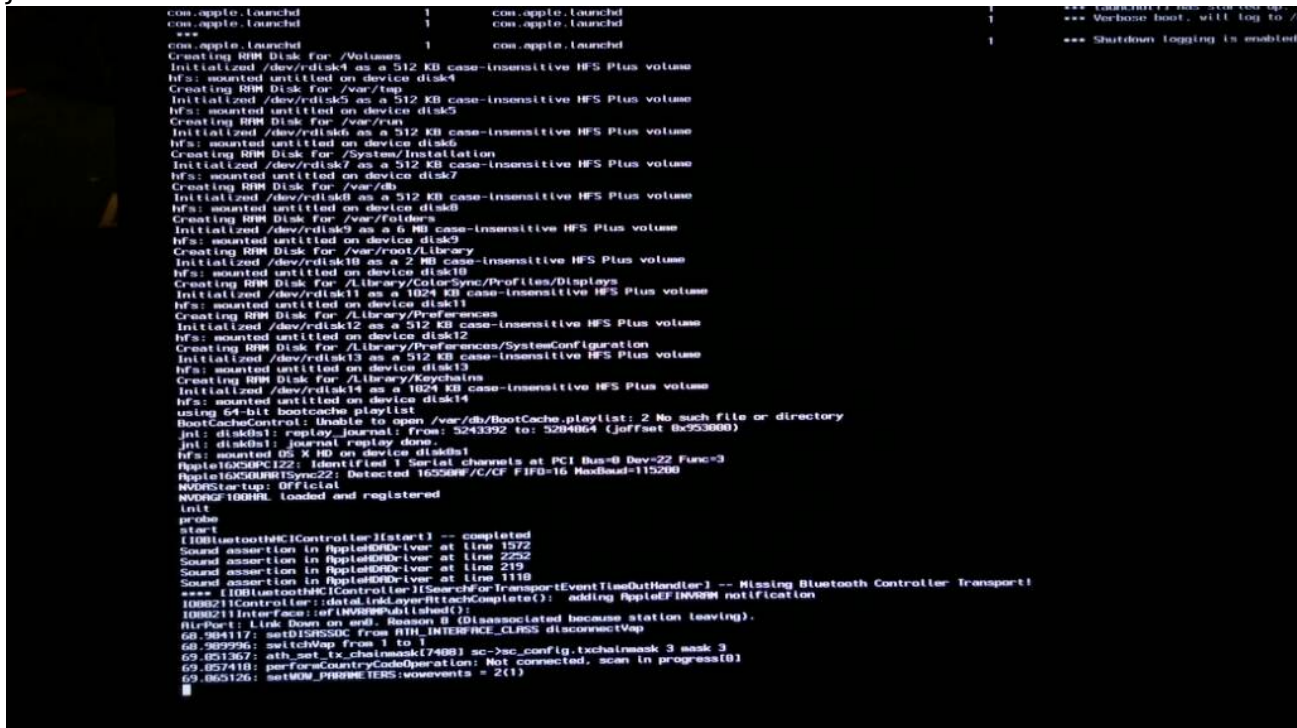 y
com.apple.launchd 1 com.apple.launchd 1 *** launchd[1] has started up.
com.apple.launchd 1 com.apple.launchd 1 *** Verbose boot, will log to /
***
com.apple.launchd 1 com.apple.launchd 1 *** Shutdown logging is enabled
Creating RAM Disk for /Volumes
Initialized /dev/rdisk4 as a 512 KB case-insensitive HFS Plus volume
hfs: mounted untitled on device disk4
Creating RAM Disk for /var/tmp
Initialized /dev/rdisk5 as a 512 KB case-insensitive HFS Plus volume
hfs: mounted untitled on device disk5
Creating RAM Disk for /var/run
Initialized /dev/rdisk6 as a 512 KB case-insensitive HFS Plus volume
hfs: mounted untitled on device disk6
Creating RAM Disk for /System/Installation
Initialized /dev/rdisk7 as a 512 KB case-insensitive HFS Plus volume
hfs: mounted untitled on device disk7
Creating RAM Disk for /var/db
Initialized /dev/rdisk8 as a 512 KB case-insensitive HFS Plus volume
hfs: mounted untitled on device disk8
Creating RAM Disk for /var/folders
Initialized /dev/rdisk9 as a 6 MB case-insensitive HFS Plus volume
hfs: mounted untitled on device disk9
Creating RAM Disk for /var/root/Library
Initialized /dev/rdisk10 as a 2 MB case-insensitive HFS Plus volume
hfs: mounted untitled on device disk10
Creating RAM Disk for /Library/ColorSync/Profiles/Displays
Initialized /dev/rdisk11 as a 1024 KB case-insensitive HFS Plus volume
hfs: mounted untitled on device disk11
Creating RAM Disk for /Library/Preferences
Initialized /dev/rdisk12 as a 512 KB case-insensitive HFS Plus volume
hfs: mounted untitled on device disk12
Creating RAM Disk for /Library/Preferences/SystemConfiguration
Initialized /dev/rdisk13 as a 512 KB case-insensitive HFS Plus volume
hfs: mounted untitled on device disk13
Creating RAM Disk for /Library/Keychains
Initialized /dev/rdisk14 as a 1024 KB case-insensitive HFS Plus volume
hfs: mounted untitled on device disk14
using 64-bit bootcache playlist
BootCacheControl: Unable to open /var/db/BootCache.playlist: 2 No such file or directory
jnl: disk0s1: replay_journal: from: 5243392 to: 5284864 (joffset 0x953000)
jnl: disk0s1: journal replay done.
hfs: mounted OS X HD on device disk0s1
Apple16X50PCI22: Identified 1 Serial channels at PCI Bus=0 Dev=22 Func=3
Apple16X50UARTSync22: Detected 16550AF/C/CF FIFO=16 MaxBaud=115200
NVDAStartup: Official
NVDAGF100HAL loaded and registered
init
probe
start
[IOBluetoothHCIController][start] -- completed
Sound assertion in AppleHDADriver at line 1572
Sound assertion in AppleHDADriver at line 2252
Sound assertion in AppleHDADriver at line 219
Sound assertion in AppleHDADriver at line 1110
**** [IOBluetoothHCIController][SearchForTransportEventTimeOutHandler] -- Missing Bluetooth Controller Transport!
IO80211Controller::dataLinkLayerAttachComplete():  adding AppleEFINVRAM notification
IO80211Interface::efiNVRAMPublished():
AirPort: Link Down on en0. Reason 8 (Disassociated because station leaving).
68.984117: setDISASSOC from ATH_INTERFACE_CLASS disconnectVap
68.989996: switchVap from 1 to 1
69.051367: ath_set_tx_chainmask[7408] sc->sc_config.txchainmask 3 mask 3
69.057418: performCountryCodeOperation: Not connected, scan in progress[0]
69.065126: setWOW_PARAMETERS:wowevents = 2(1)